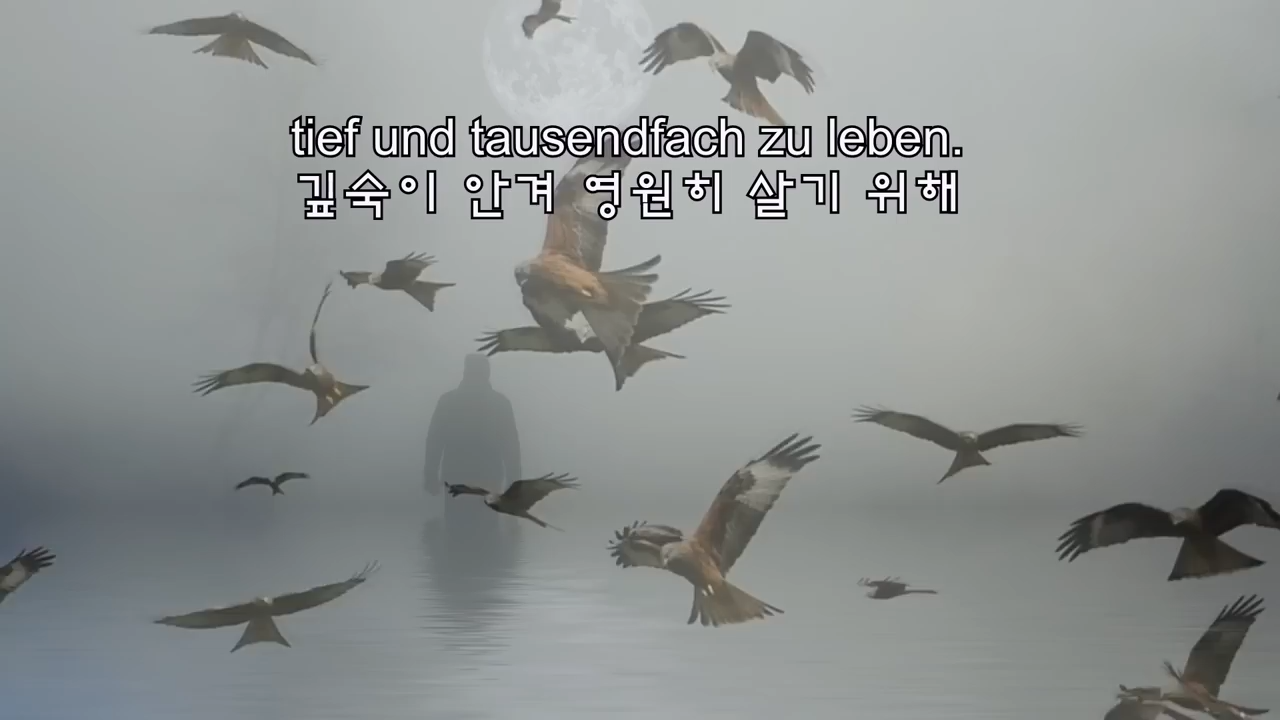 tief und tausendfach zu leben.
깊숙이 안겨 영원히 살기 위해